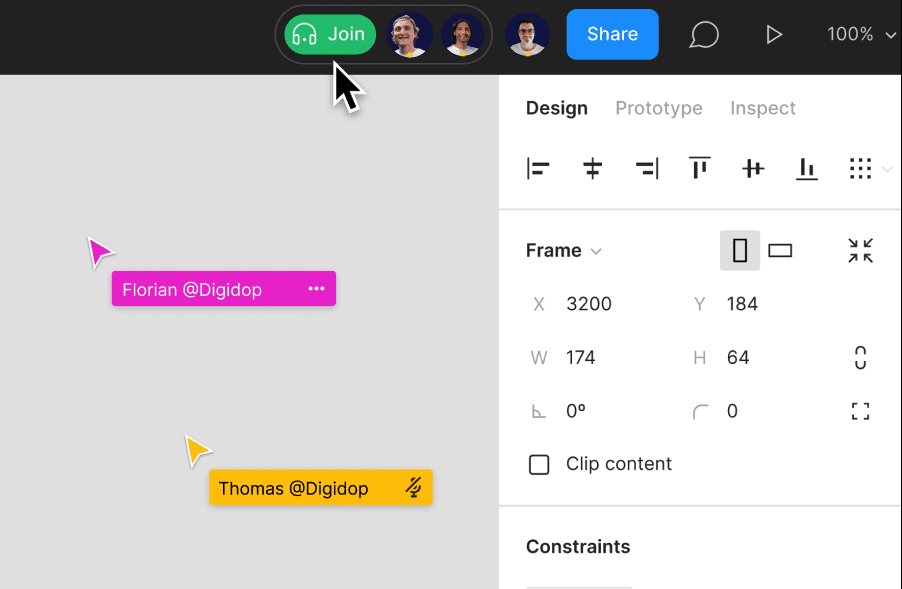 Join
Share
100%
Design Prototype Inspect
Frame
X 3200 Y 184
W 174 H 64
0º 0
Clip content
Constraints
Florian @Digidop
Thomas @Digidop